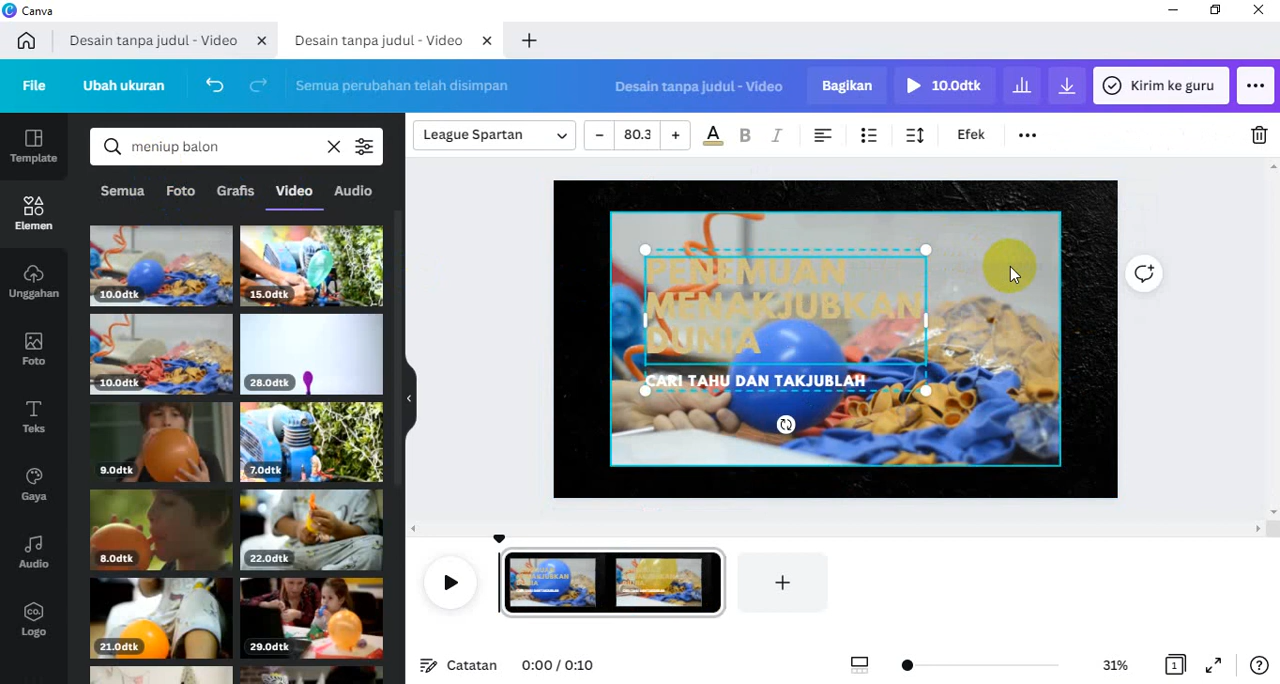 Canva
Desain tanpa judul - Video
Desain tanpa judul - Video
File
Ubah ukuran
Semua perubahan telah disimpan
Desain tanpa judul - Video
Bagikan
10.0dtk
Kirim ke guru
Template
Elemen
Unggahan
Foto
Teks
Gaya
Audio
CO.
Logo
meniup balon
Semua
Foto
Grafis
Video
Audio
10.0dtk
15.0dtk
10.0dtk
28.0dtk
9.0dtk
7.0dtk
8.0dtk
22.0dtk
21.0dtk
29.0dtk
League Spartan
80.3
A
B
I
Efek
PENEMUAN
MENAKJUBKAN
DUNIA
CARI TAHU DAN TAKJUBLAH
Catatan
0:00 / 0:10
31%
1